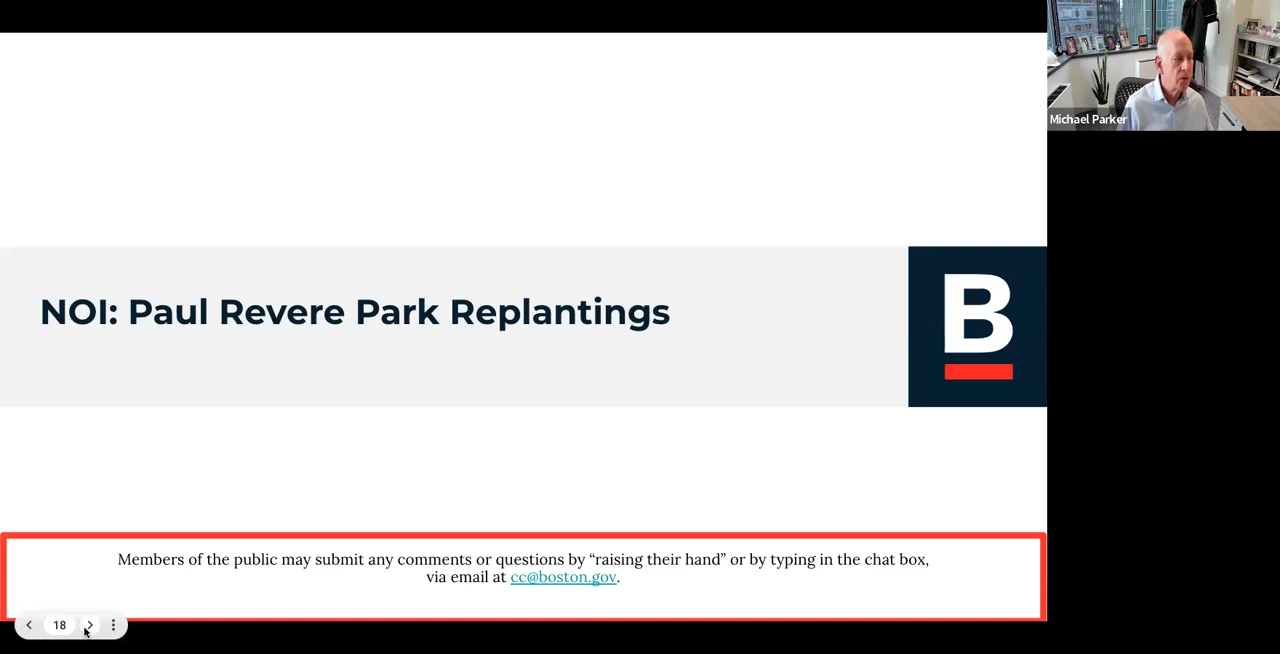 Michael Parker
NOI: Paul Revere Park Replantings
B
Members of the public may submit any comments or questions by “raising their hand” or by typing in the chat box,
via email at cc@boston.gov.
18